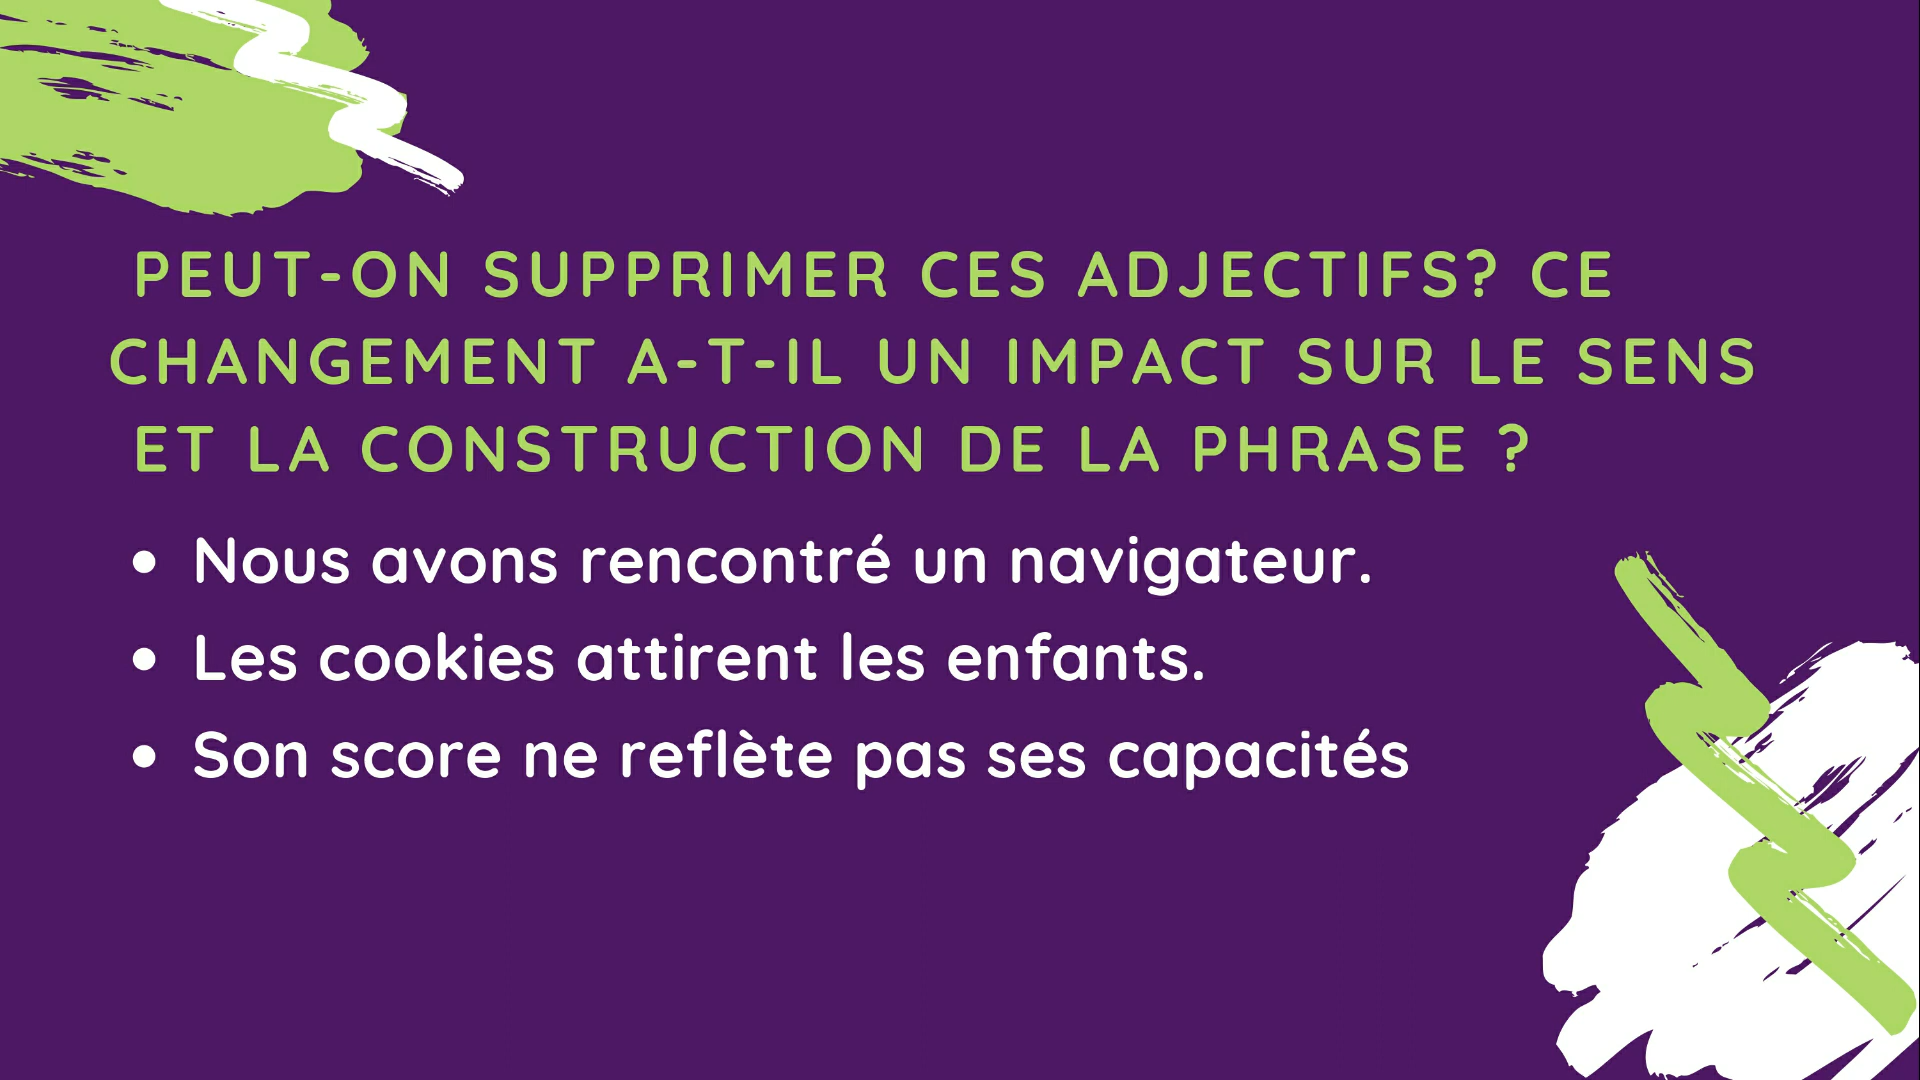 PEUT-ON SUPPRIMER CES ADJECTIFS? CE
CHANGEMENT A-T-IL UN IMPACT SUR LE SENS
ET LA CONSTRUCTION DE LA PHRASE ?
• Nous avons rencontré un navigateur.
• Les cookies attirent les enfants.
• Son score ne reflète pas ses capacités